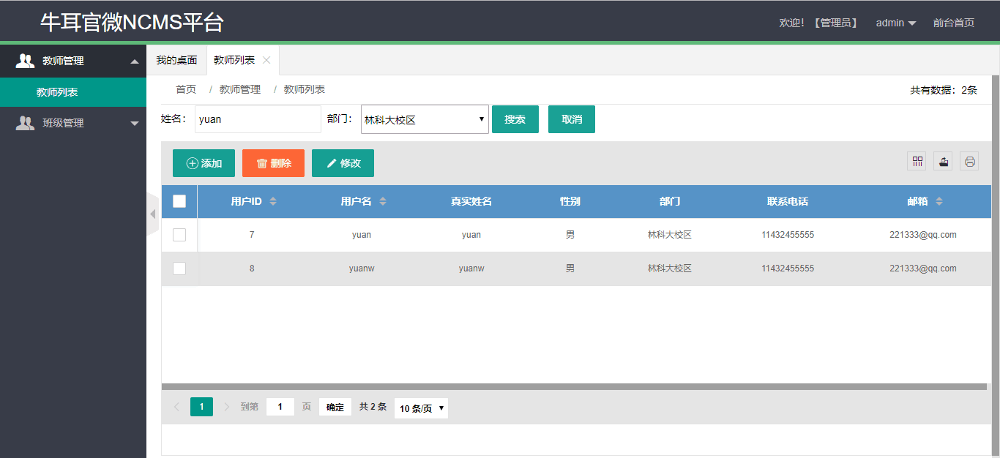 牛耳官微NCMS平台
欢迎! 【管理员】 admin 前台首页
教师管理
教师列表
班级管理
我的桌面 教师列表
首页 / 教师管理 / 教师列表
共有数据：2条
姓名： yuan 部门： 林科大校区 搜索 取消
添加 删除 修改
用户ID 用户名 真实姓名 性别 部门 联系电话 邮箱
7 yuan yuan 男 林科大校区 11432455555 221333@qq.com
8 yuanw yuanw 男 林科大校区 11432455555 221333@qq.com
1 到第 1 页 确定 共 2 条 10 条/页